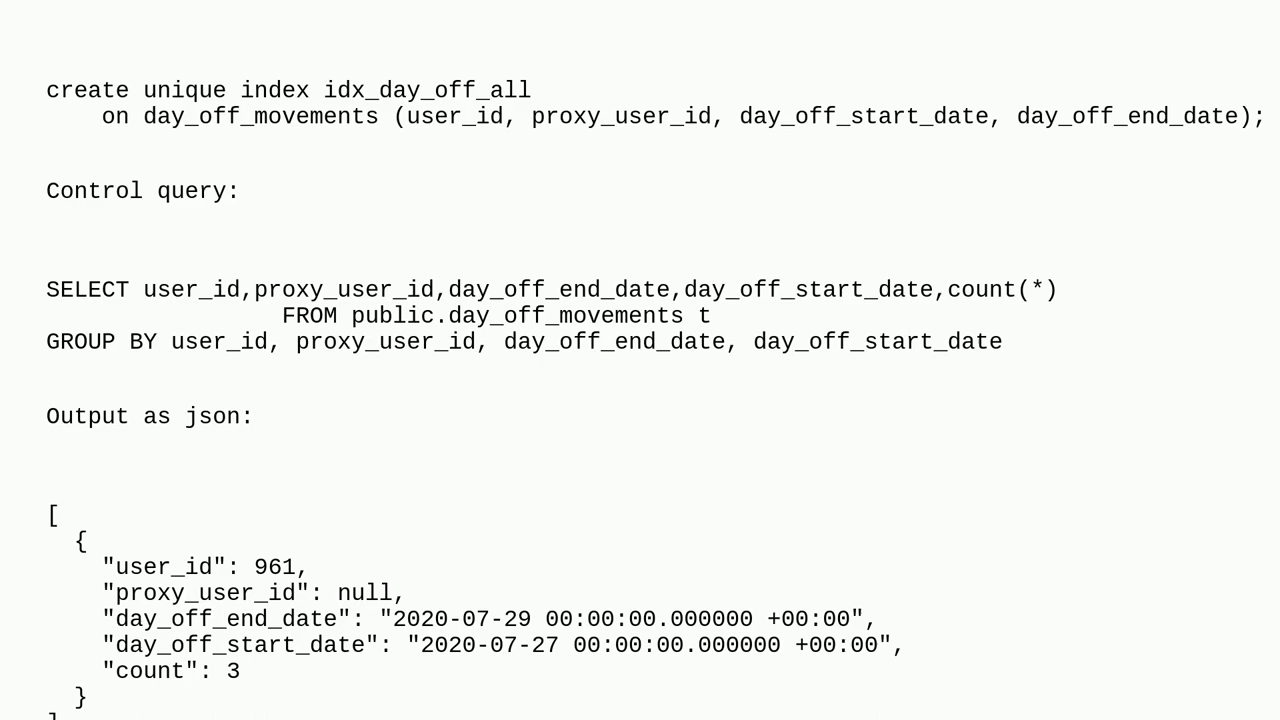 create unique index idx_day_off_all
    on day_off_movements (user_id, proxy_user_id, day_off_start_date, day_off_end_date);
Control query:
SELECT user_id,proxy_user_id,day_off_end_date,day_off_start_date,count(*)
                 FROM public.day_off_movements t
GROUP BY user_id, proxy_user_id, day_off_end_date, day_off_start_date
Output as json:
[
  {
    "user_id": 961,
    "proxy_user_id": null,
    "day_off_end_date": "2020-07-29 00:00:00.000000 +00:00",
    "day_off_start_date": "2020-07-27 00:00:00.000000 +00:00",
    "count": 3
  }
]